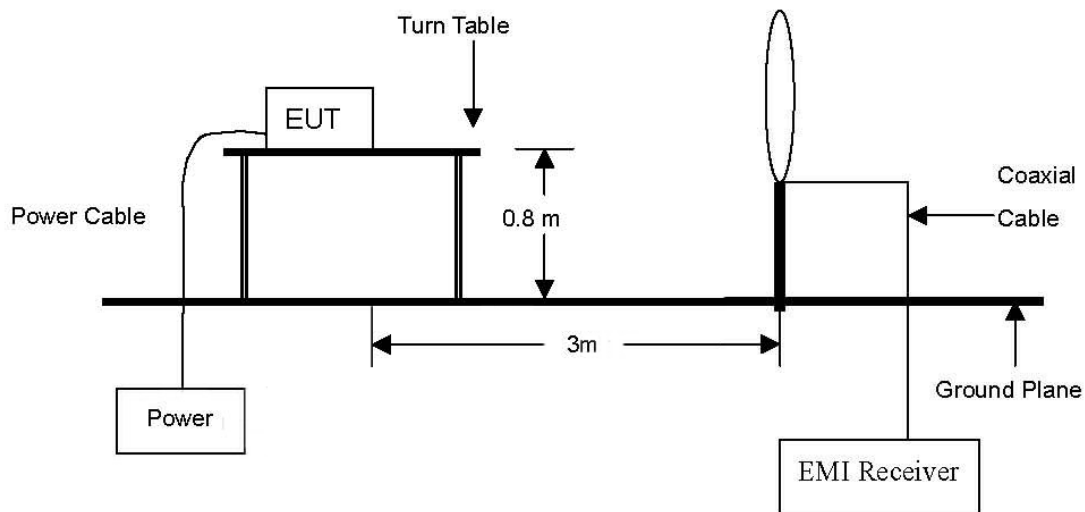 Turn Table
EUT
Coaxial
Power Cable
0.8 m
Cable
3m
Ground Plane
Power
EMI Receiver